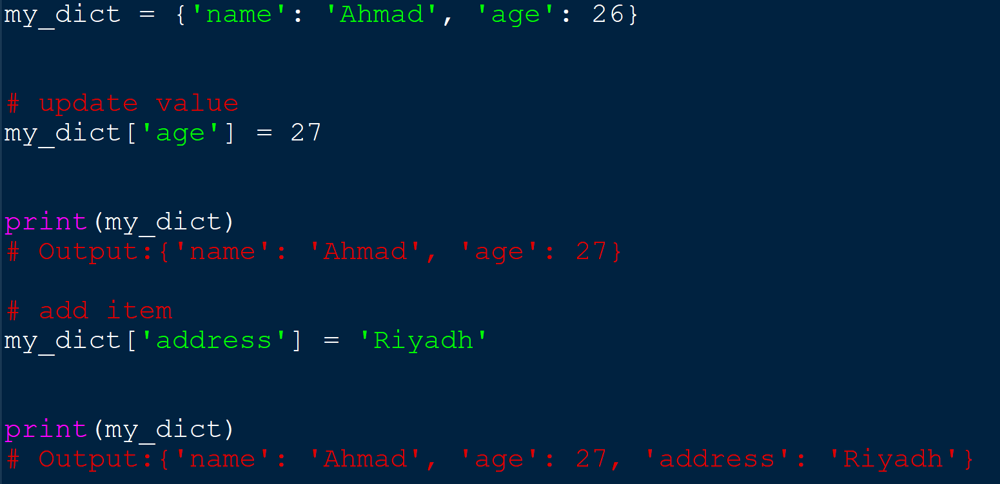 my_dict = {'name': 'Ahmad', 'age': 26}
# update value
my_dict['age'] = 27
print(my_dict)
# Output:{'name': 'Ahmad', 'age': 27}
# add item
my_dict['address'] = 'Riyadh'
print(my_dict)
# Output:{'name': 'Ahmad', 'age': 27, 'address': 'Riyadh'}